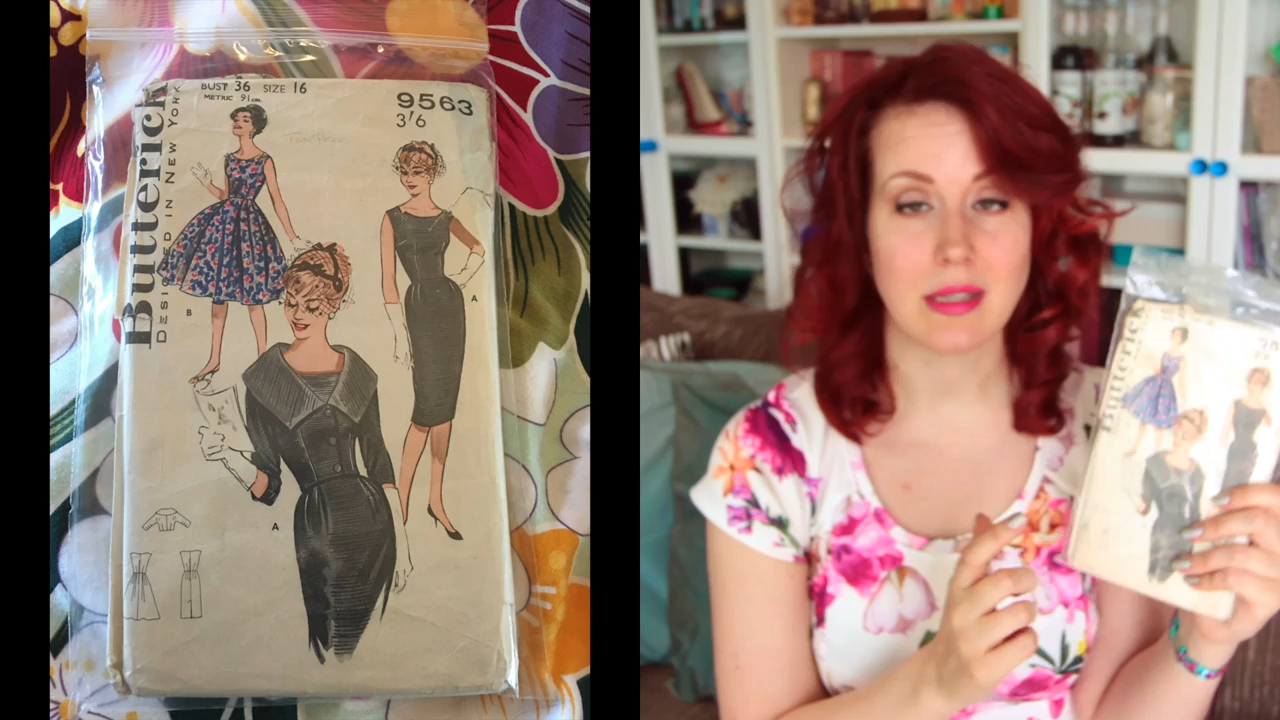 BUST 36 SIZE 16
METRIC 91 cm
9563
3'6
Butterick
DESIGNED IN NEW YORK
B
A
A
Butterick